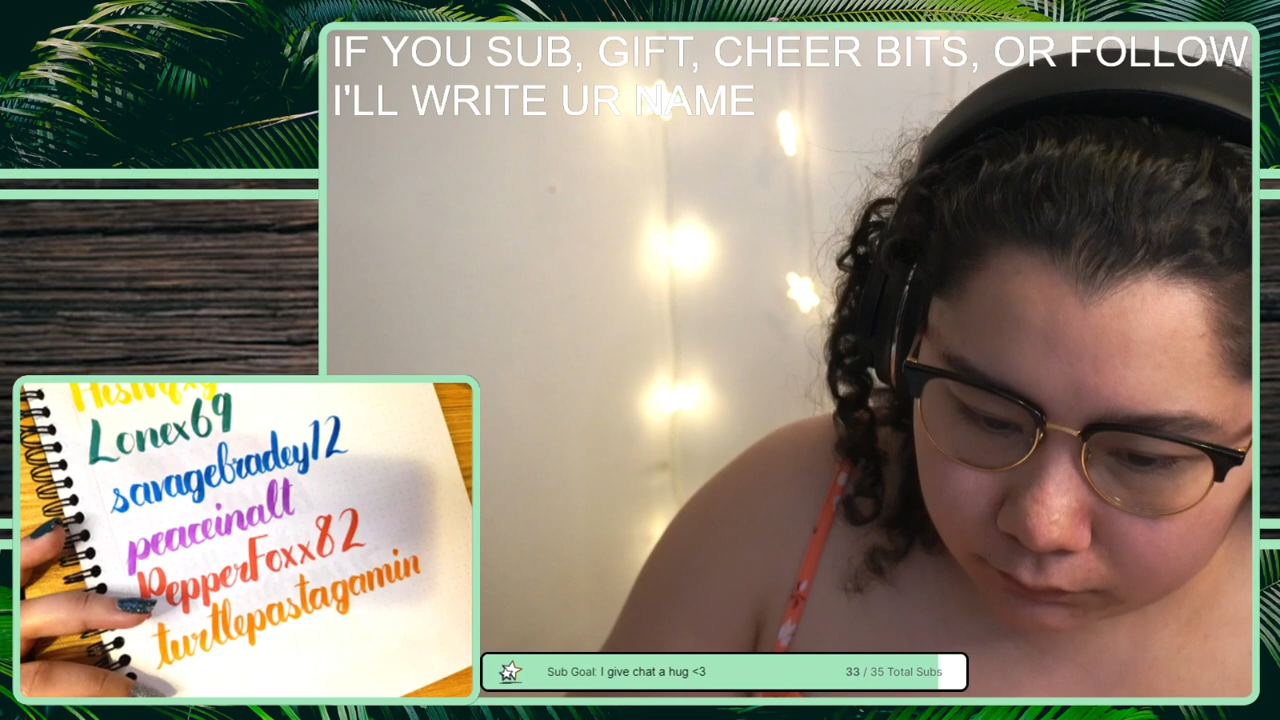 IF YOU SUB, GIFT, CHEER BITS, OR FOLLOW
I'LL WRITE UR NAME
Lonex69
savagebradey12
peaceinalt
PepperFoxx82
turtlepastagamin
Sub Goal: I give chat a hug <3
33 / 35 Total Subs